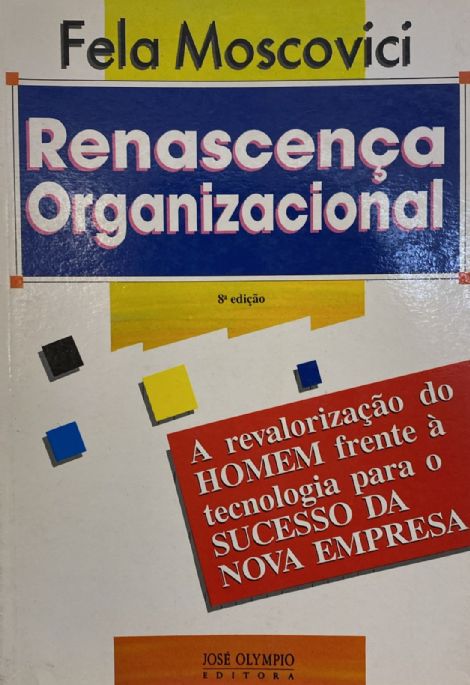 Fela Moscovici
Renascença
Organizacional
8ª edição
A revalorização do
HOMEM frente à
tecnologia para o
SUCESSO DA
NOVA EMPRESA
JOSÉ OLYMPIO
EDITORA